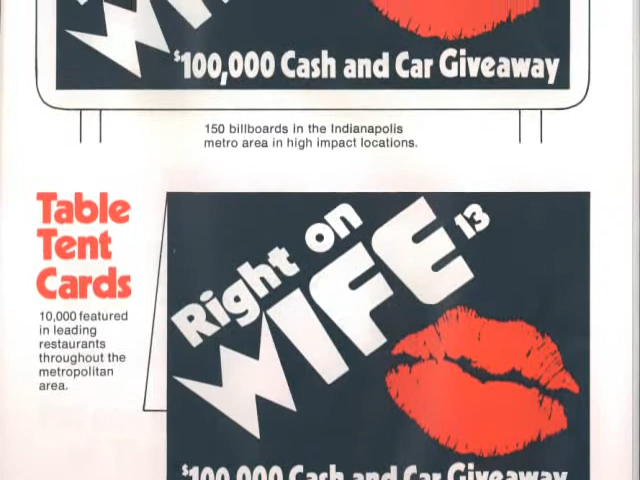 $100,000 Cash and Car Giveaway
150 billboards in the Indianapolis
metro area in high impact locations.
Table
Tent
Cards
10,000 featured
in leading
restaurants
throughout the
metropolitan
area.
Right on
WIFE 13
$100,000 Cash and Car Giveaway